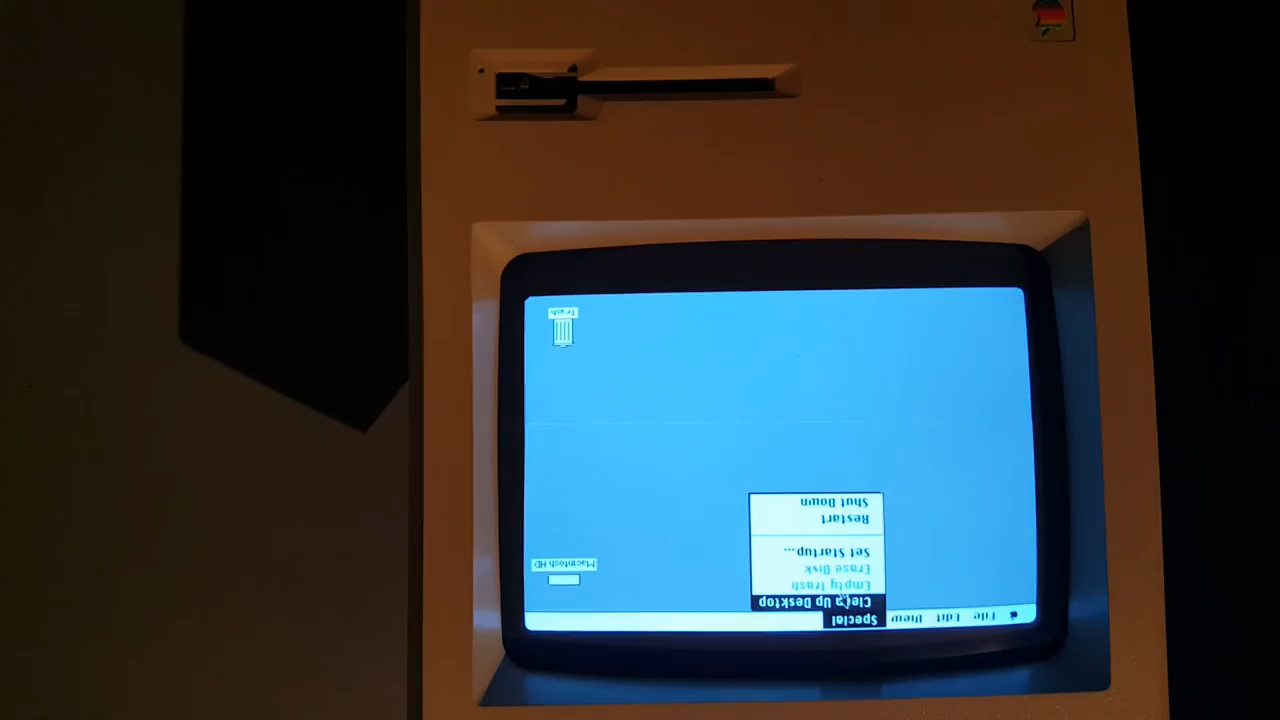 File Edit View Special
Clean Up Desktop
Empty Trash
Erase Disk
Set Startup...
Restart
Shut Down
Macintosh HD
Trash